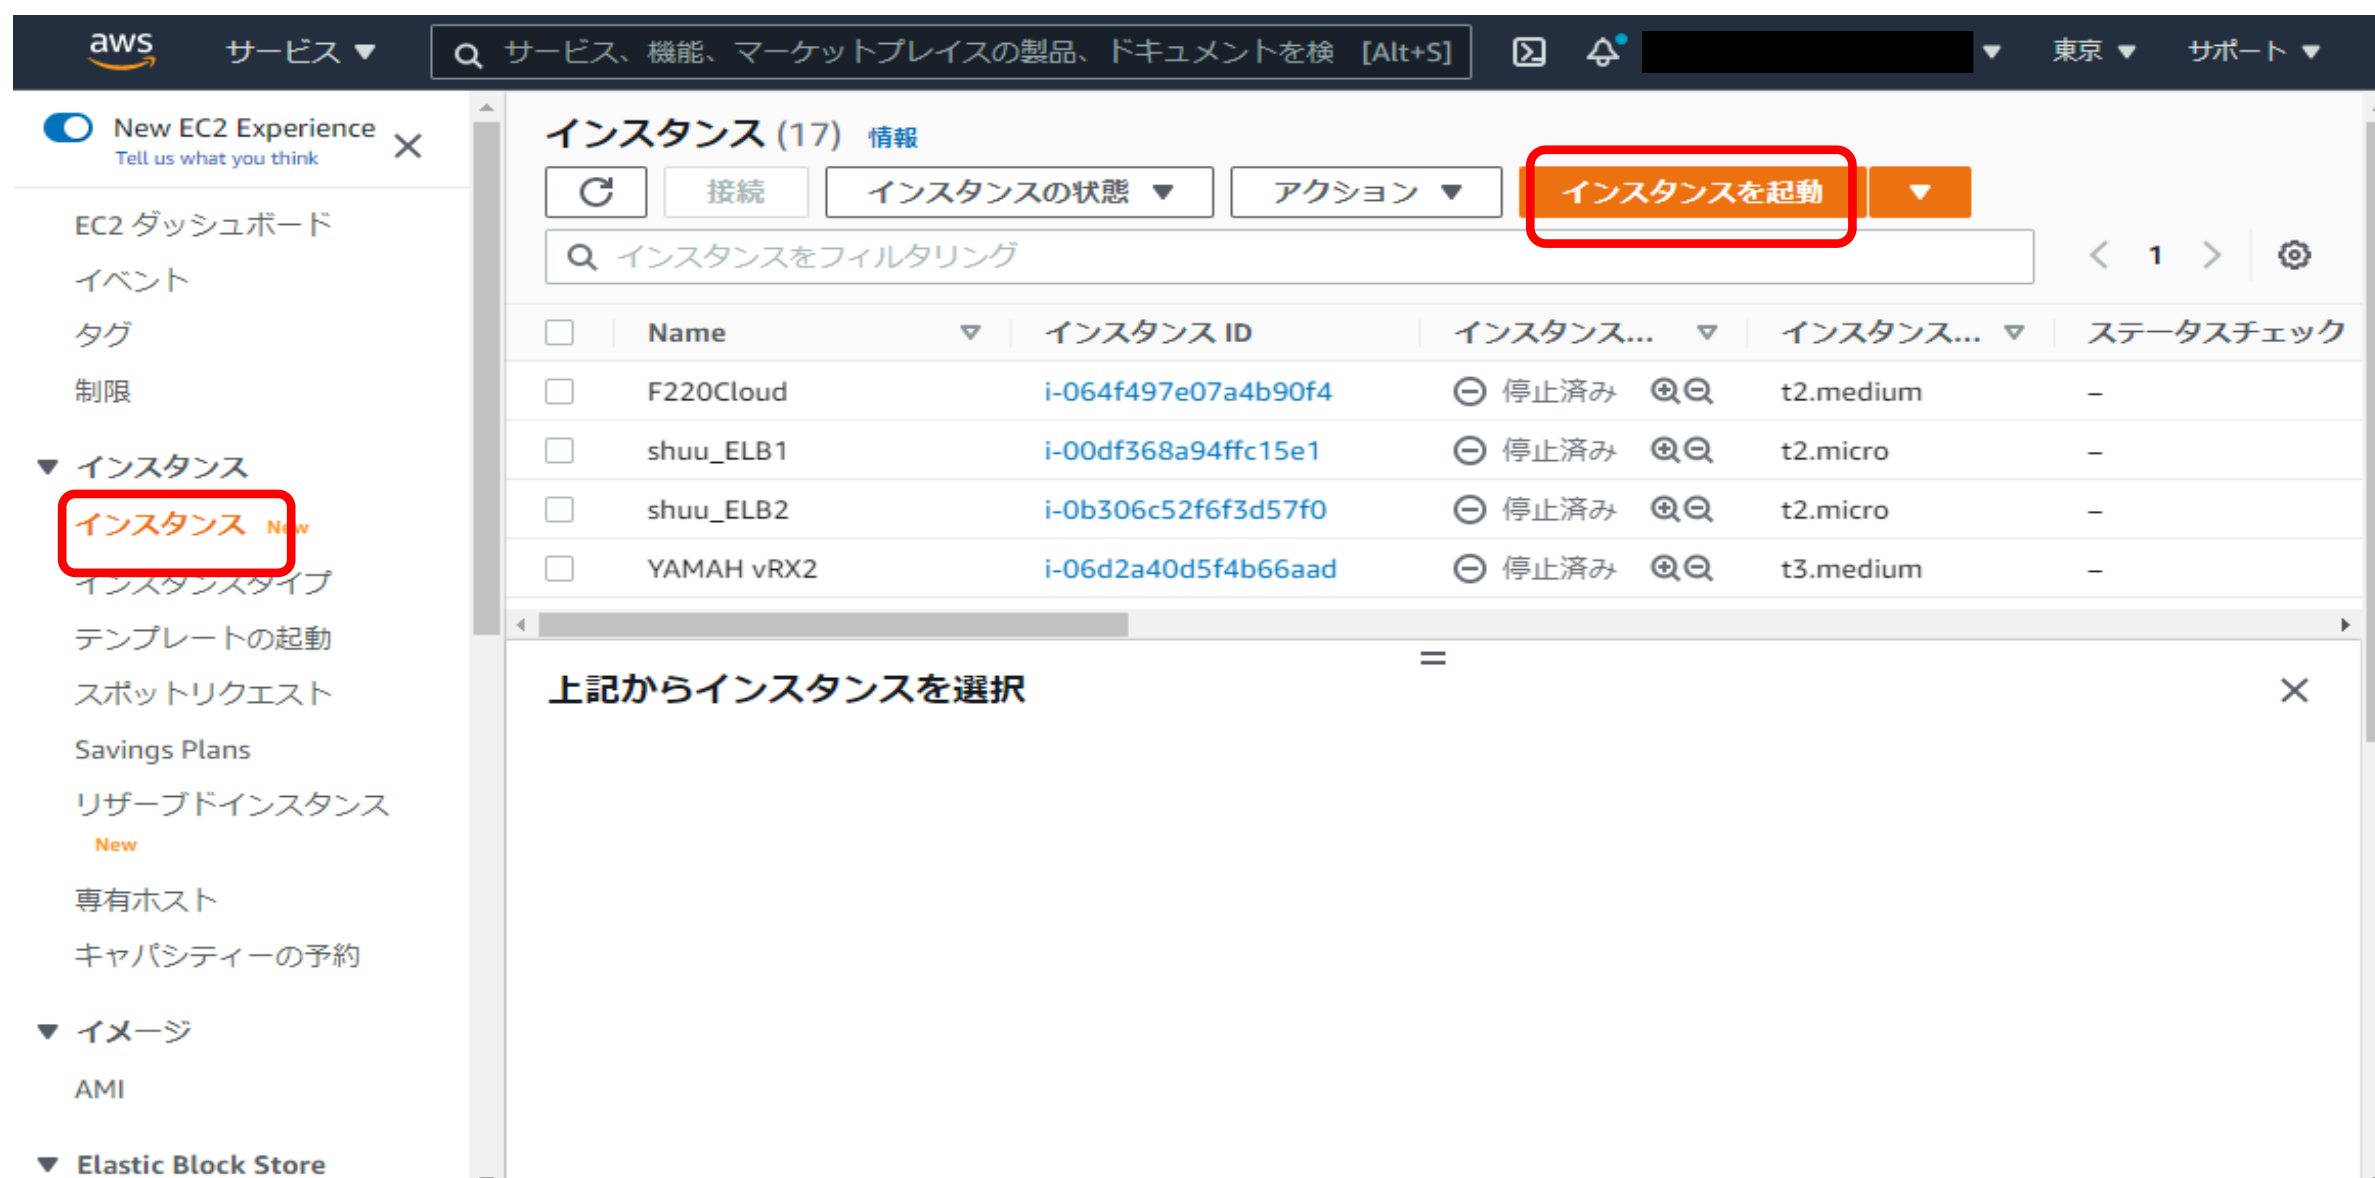 aws サービス ▼ サービス、機能、マーケットプレイスの製品、ドキュメントを検 [Alt+S] ▼ 東京 ▼ サポート ▼
New EC2 Experience
Tell us what you think
EC2 ダッシュボード
イベント
タグ
制限
▼ インスタンス
インスタンス New
インスタンスタイプ
テンプレートの起動
スポットリクエスト
Savings Plans
リザーブドインスタンス
New
専有ホスト
キャパシティーの予約
▼ イメージ
AMI
▼ Elastic Block Store
インスタンス (17) 情報
接続 インスタンスの状態 ▼ アクション ▼ インスタンスを起動 ▼
インスタンスをフィルタリング < 1 >
Name インスタンス ID インスタンス... インスタンス... ステータスチェック
F220Cloud i-064f497e07a4b90f4 停止済み t2.medium –
shuu_ELB1 i-00df368a94ffc15e1 停止済み t2.micro –
shuu_ELB2 i-0b306c52f6f3d57f0 停止済み t2.micro –
YAMAH vRX2 i-06d2a40d5f4b66aad 停止済み t3.medium –
上記からインスタンスを選択